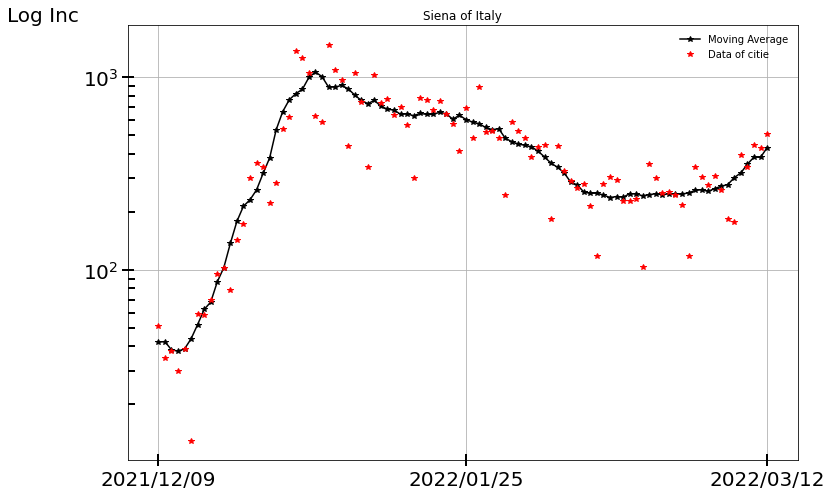 Log Inc
Siena of Italy
Moving Average
Data of citie
10³
10²
2021/12/09
2022/01/25
2022/03/12